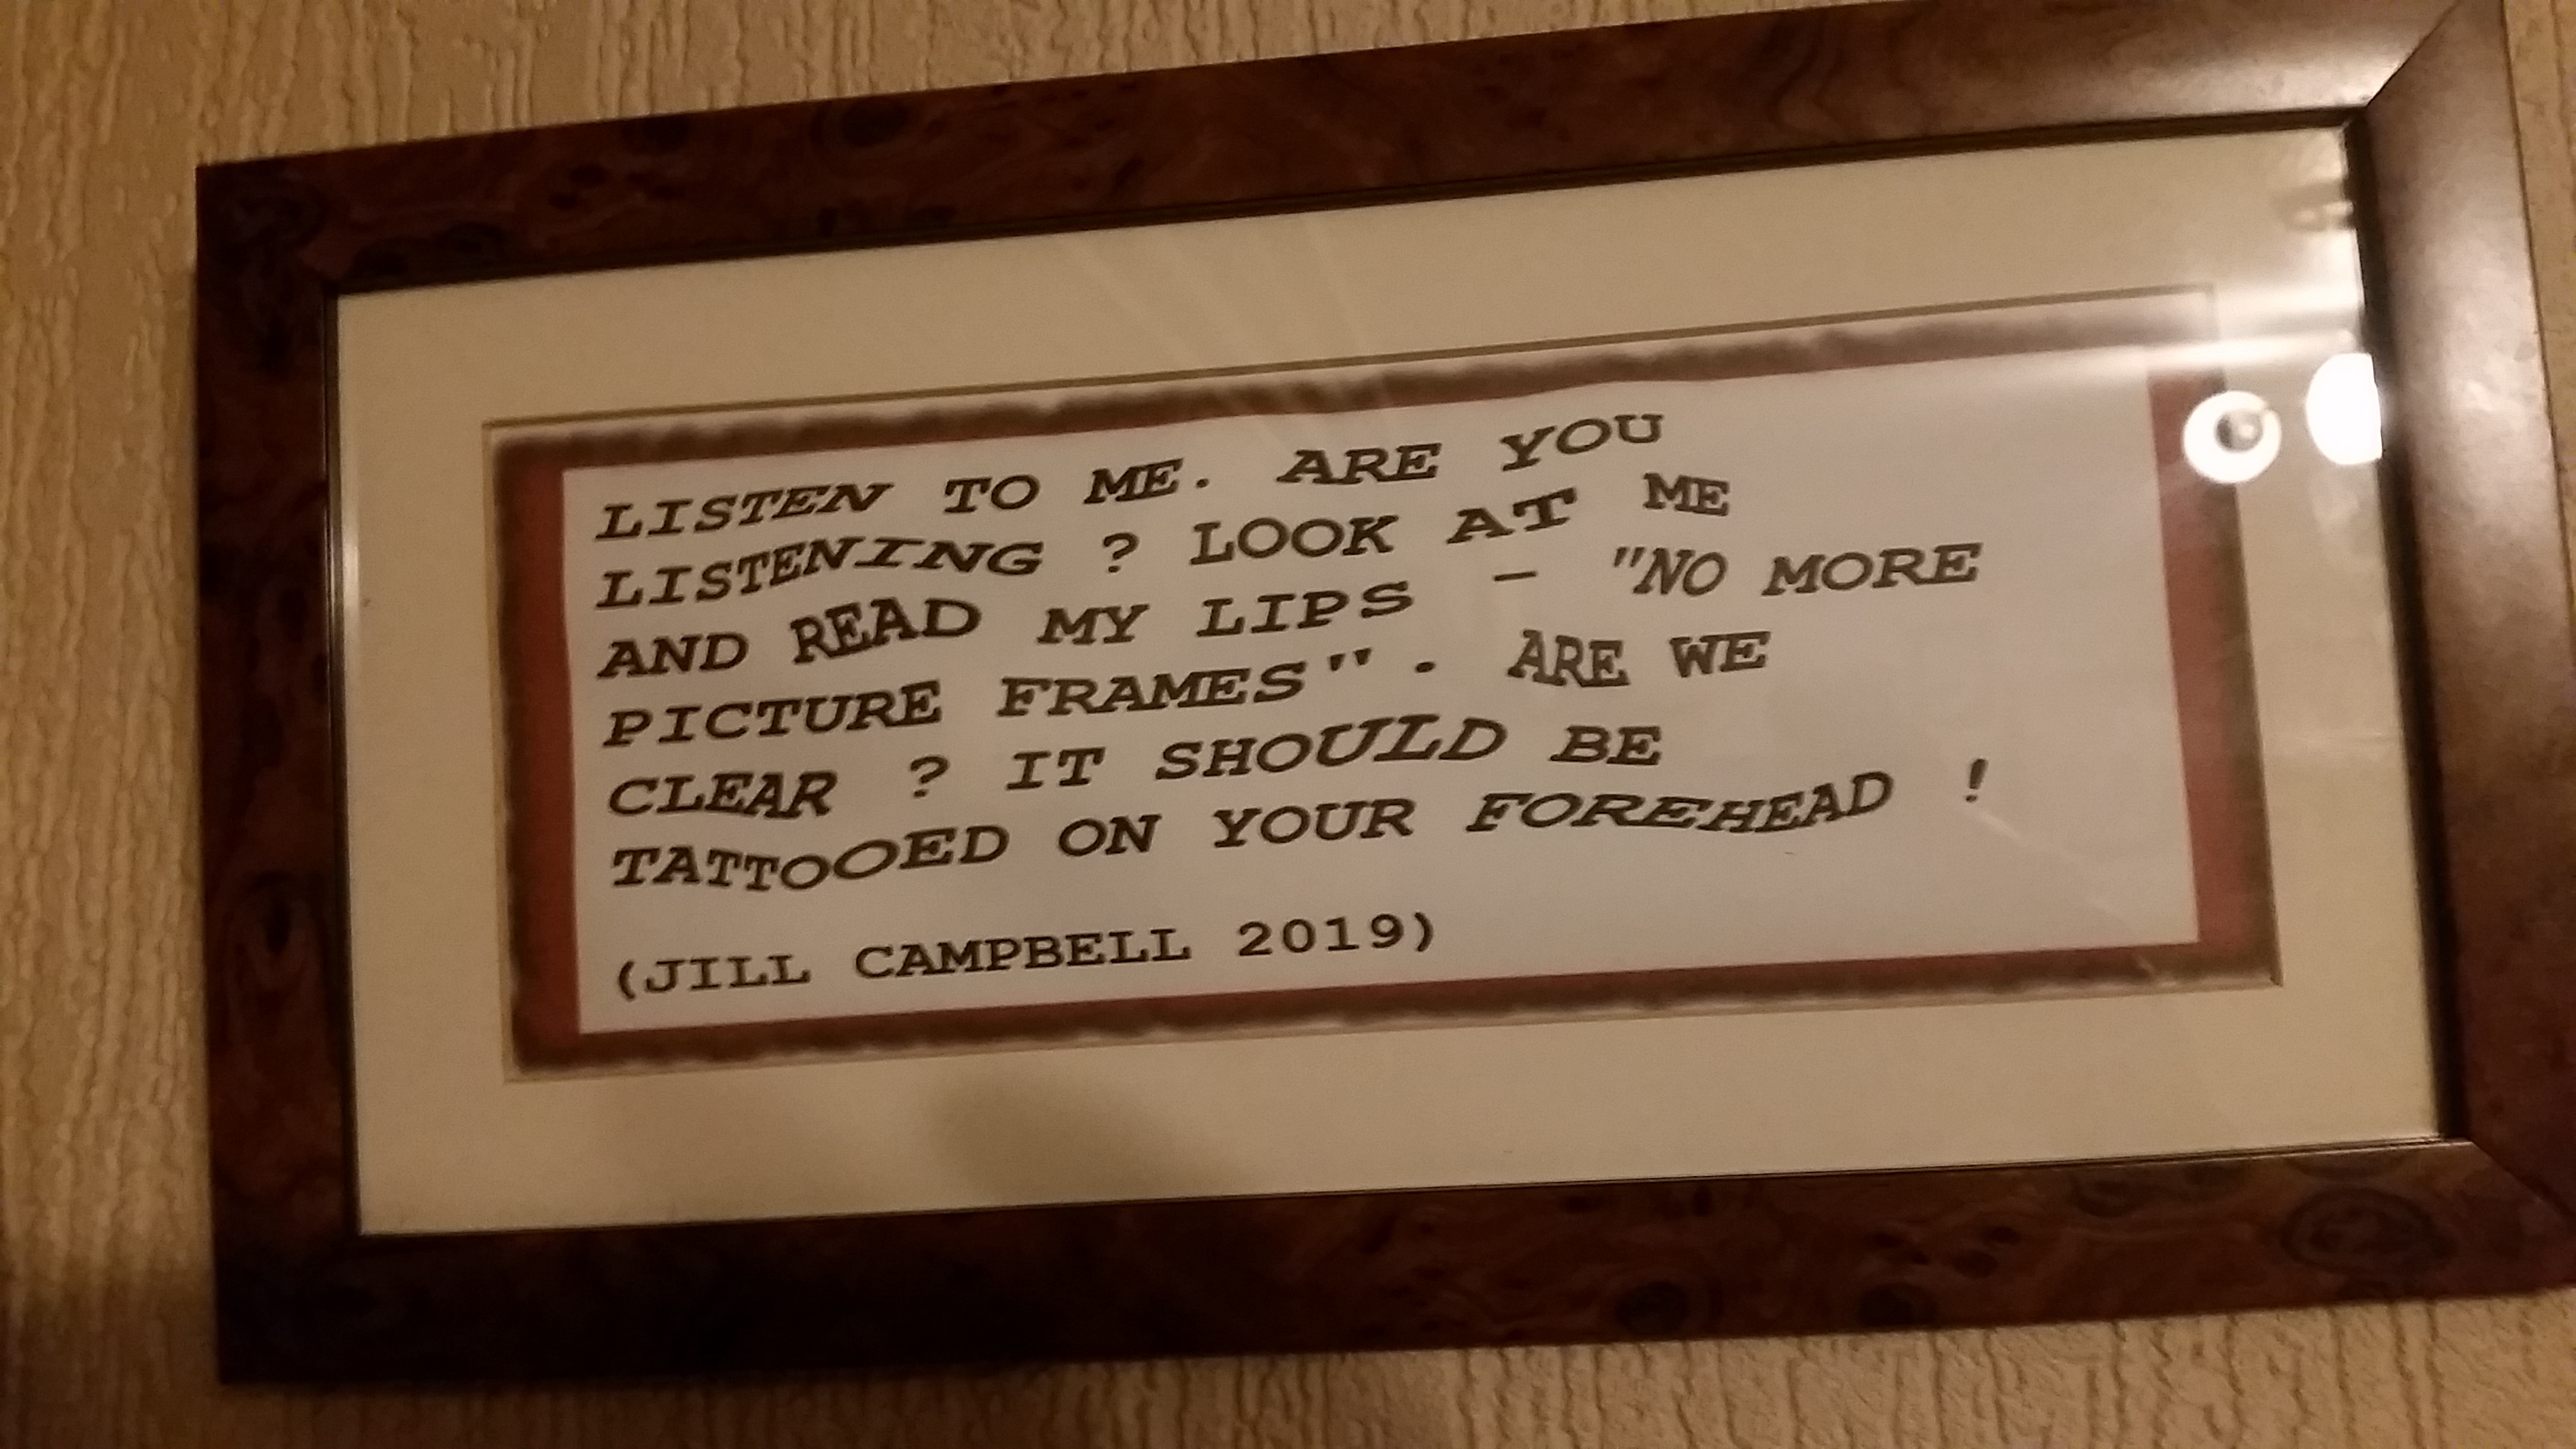 LISTEN TO ME. ARE YOU
LISTENING ? LOOK AT ME
AND READ MY LIPS - "NO MORE
PICTURE FRAMES". ARE WE
CLEAR ? IT SHOULD BE
TATTOOED ON YOUR FOREHEAD !
(JILL CAMPBELL 2019)